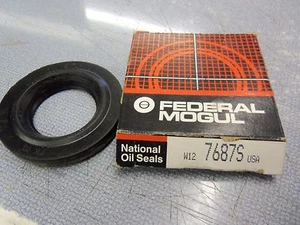 FEDERAL
MOGUL
National
Oil Seals
W12 7687S USA